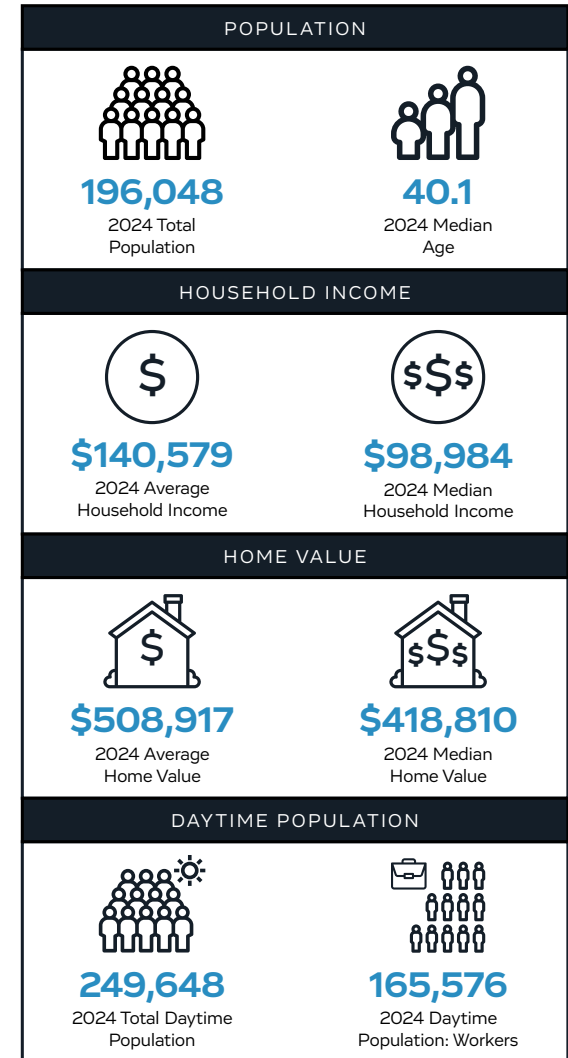 POPULATION
196,048
2024 Total
Population
40.1
2024 Median
Age
HOUSEHOLD INCOME
$
$140,579
2024 Average
Household Income
$$$
$98,984
2024 Median
Household Income
HOME VALUE
$
$508,917
2024 Average
Home Value
$$$
$418,810
2024 Median
Home Value
DAYTIME POPULATION
249,648
2024 Total Daytime
Population
165,576
2024 Daytime
Population: Workers